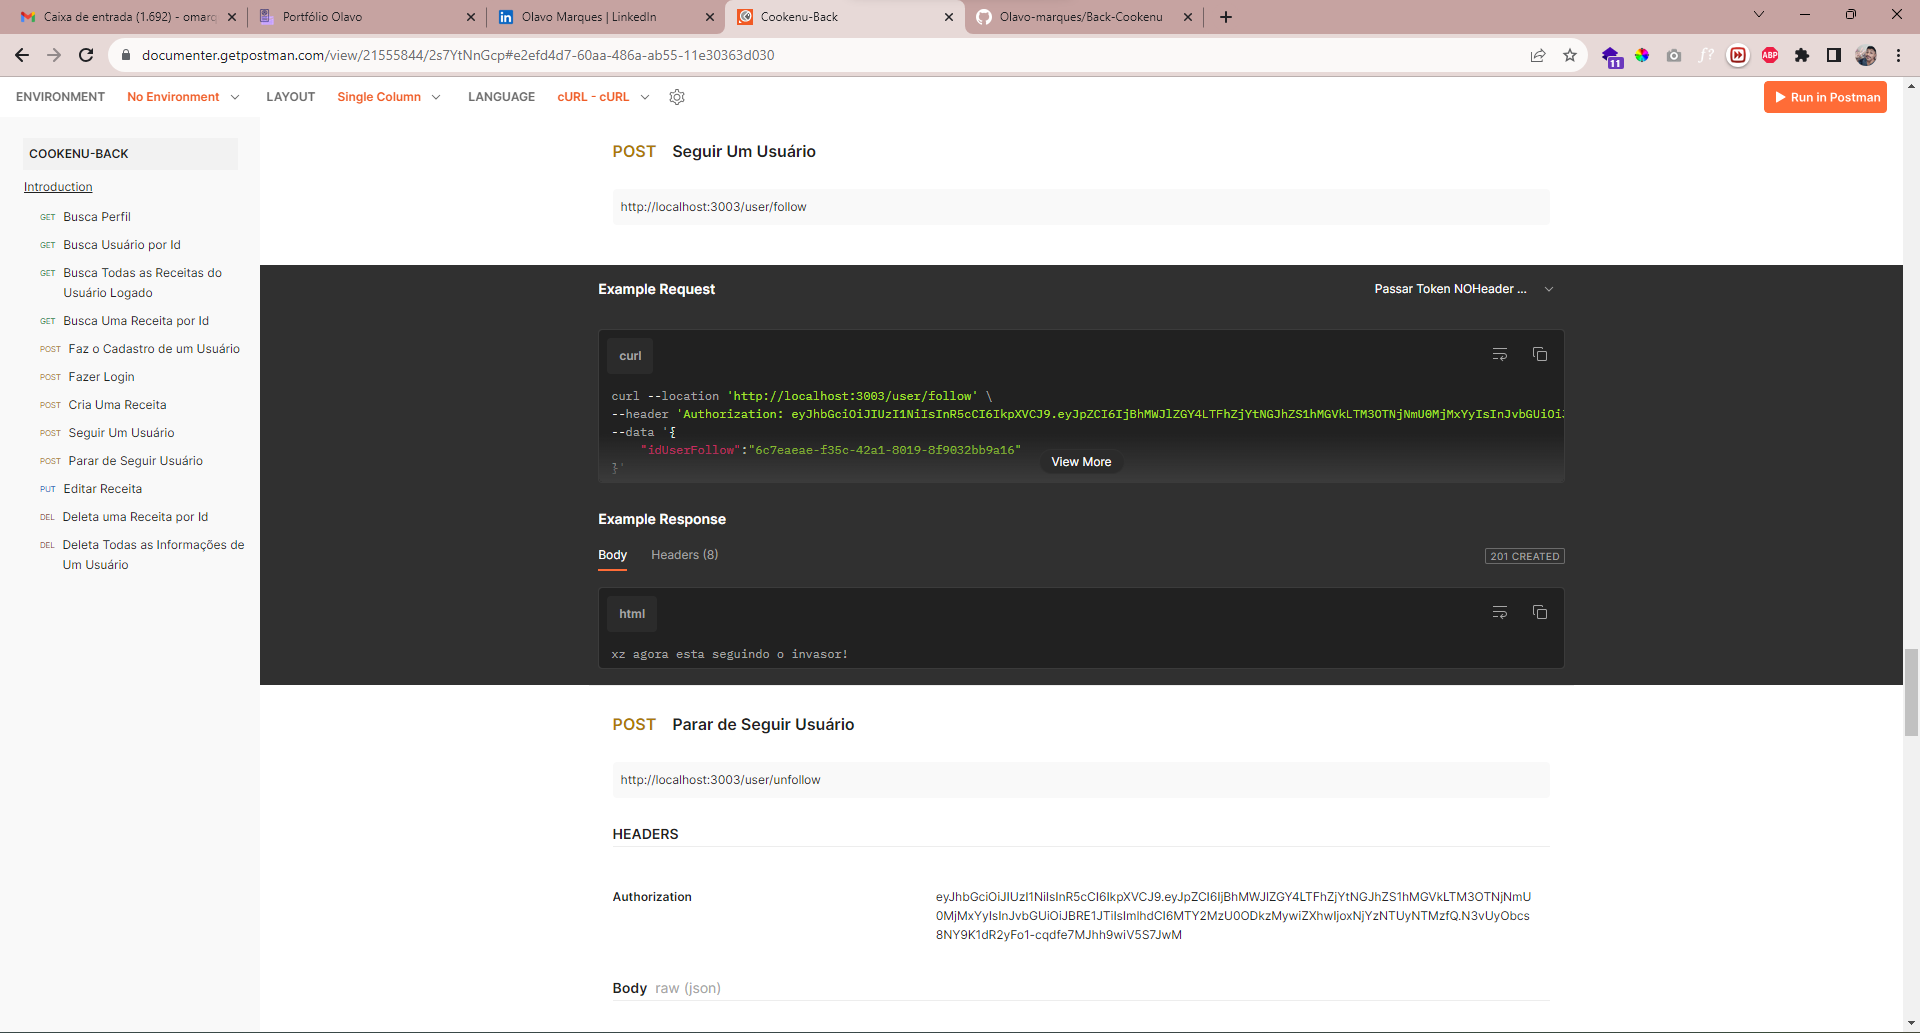 Caixa de entrada (1.692) - omarq
Portfólio Olavo
Olavo Marques | LinkedIn
Cookenu-Back
Olavo-marques/Back-Cookenu
documenter.getpostman.com/view/21555844/2s7YtNnGcp#e2efd4d7-60aa-486a-ab55-11e30363d030
11
ABP
ENVIRONMENT No Environment LAYOUT Single Column LANGUAGE cURL - cURL
Run in Postman
COOKENU-BACK
Introduction
GET Busca Perfil
GET Busca Usuário por Id
GET Busca Todas as Receitas do
Usuário Logado
GET Busca Uma Receita por Id
POST Faz o Cadastro de um Usuário
POST Fazer Login
POST Cria Uma Receita
POST Seguir Um Usuário
POST Parar de Seguir Usuário
PUT Editar Receita
DEL Deleta uma Receita por Id
DEL Deleta Todas as Informações de
Um Usuário
POST Seguir Um Usuário
http://localhost:3003/user/follow
Example Request
Passar Token NOHeader ...
curl
curl --location 'http://localhost:3003/user/follow' \
--header 'Authorization: 
--data '{
"idUserFollow":"6c7eaeae-f35c-42a1-8019-8f9032bb9a16"
}'
View More
Example Response
Body Headers (8)
201 CREATED
html
xz agora esta seguindo o invasor!
POST Parar de Seguir Usuário
http://localhost:3003/user/unfollow
HEADERS
Authorization
Body raw (json)